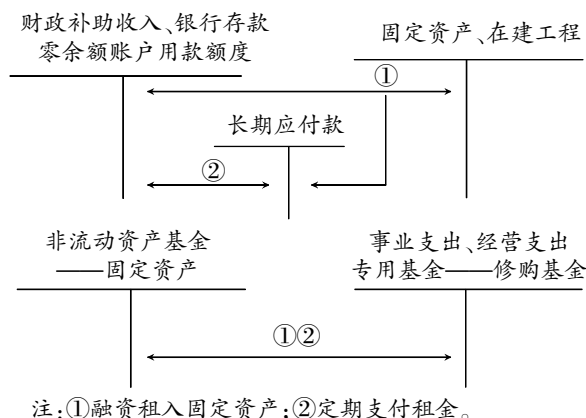 财政补助收入、银行存款
零余额账户用款额度
固定资产、在建工程
①
长期应付款
②
非流动资产基金
——固定资产
事业支出、经营支出
专用基金——修购基金
①②
注:①融资租入固定资产;②定期支付租金。